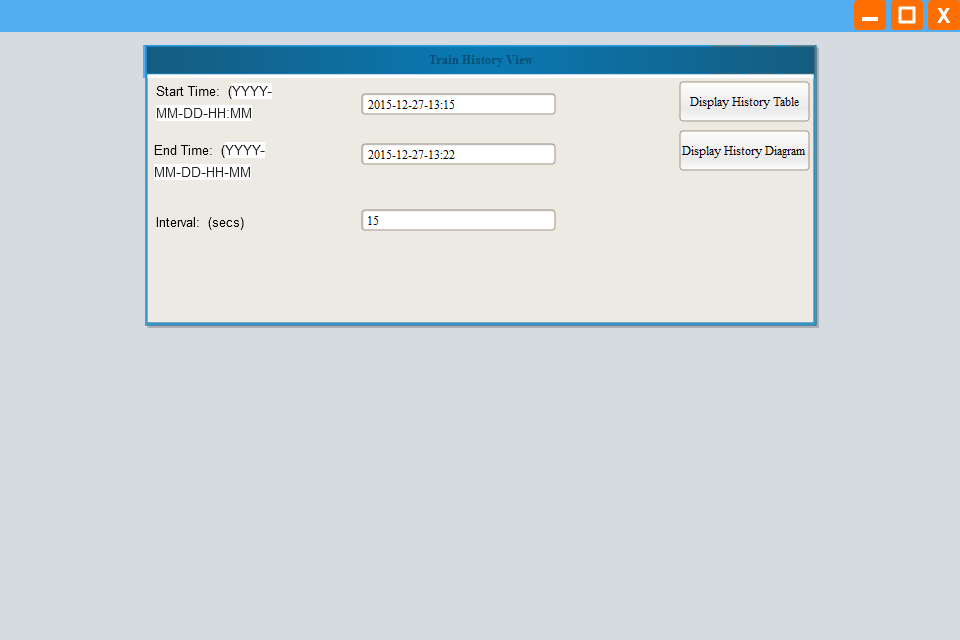 X
Train History View
Start Time:  (YYYY-
MM-DD-HH:MM
2015-12-27-13:15
Display History Table
End Time:  (YYYY-
MM-DD-HH-MM
2015-12-27-13:22
Display History Diagram
Interval:  (secs)
15